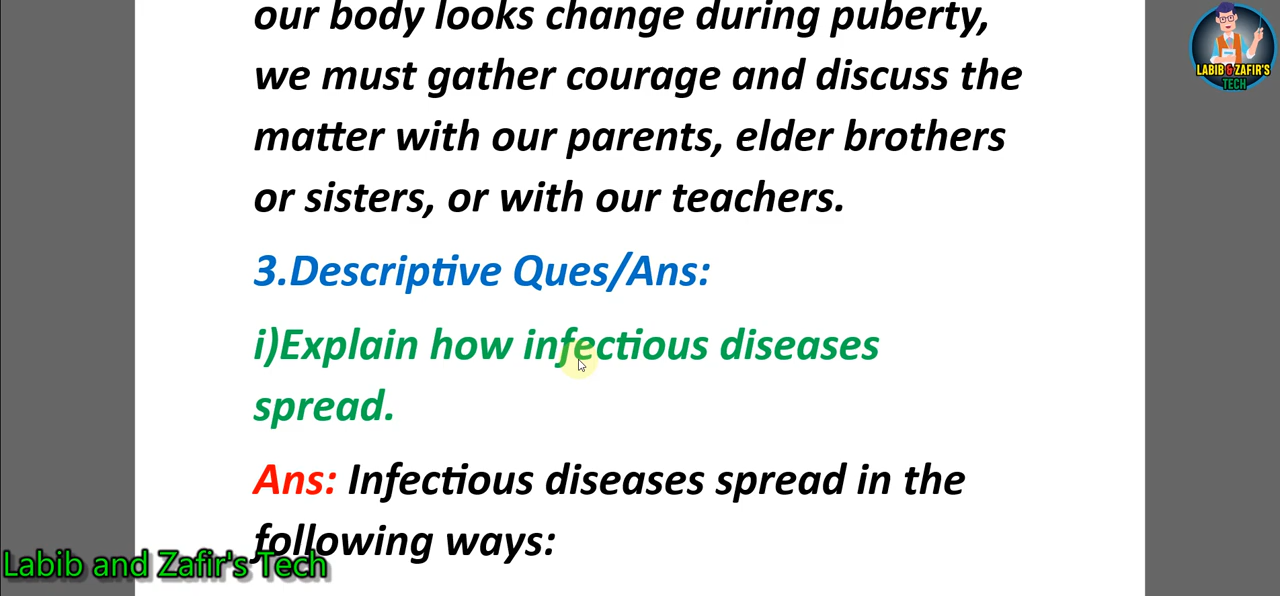 our body looks change during puberty,
we must gather courage and discuss the
matter with our parents, elder brothers
or sisters, or with our teachers.
3.Descriptive Ques/Ans:
i)Explain how infectious diseases
spread.
Ans: Infectious diseases spread in the
following ways:
Labib and Zafir's Tech
LABIB & ZAFIR'S
TECH